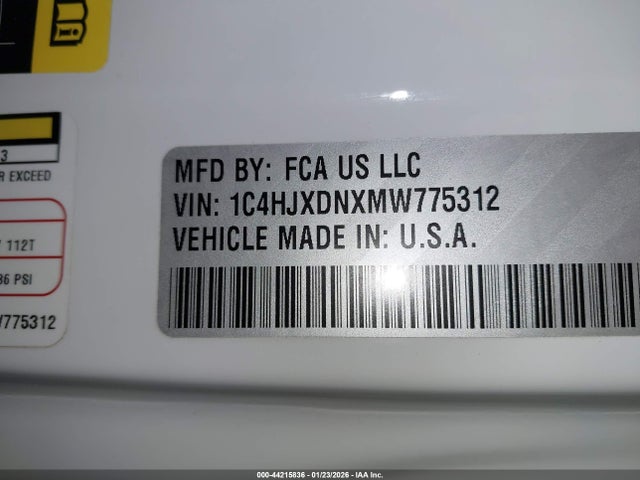 3
R EXCEED
112T
36 PSI
W775312
MFD BY: FCA US LLC
VIN: 1C4HJXDNXMW775312
VEHICLE MADE IN: U.S.A.
000-44215836 - 01/23/2026 - IAA Inc.